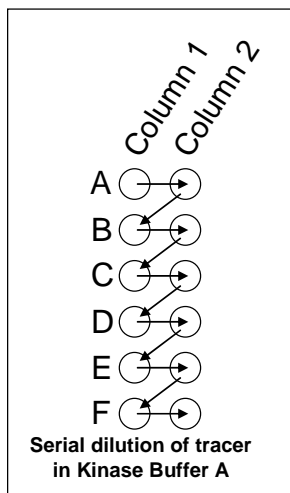 Column 1
Column 2
A
B
C
D
E
F
Serial dilution of tracer
in Kinase Buffer A